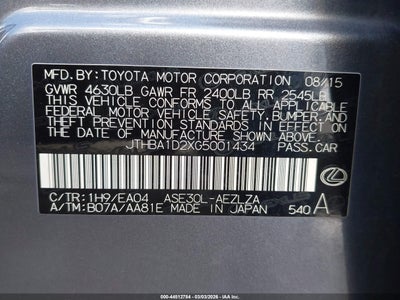 MFD.BY: TOYOTA MOTOR CORPORATION 08/15
GVWR 4630LB GAWR FR 2400LB RR 2545LB
THIS VEHICLE CONFORMS TO ALL APPLICABLE
FEDERAL MOTOR VEHICLE SAFETY, BUMPER, AND
THEFT PREVENTION STANDARDS IN EFFECT ON THE
DATE OF MANUFACTURE SHOWN ABOVE.
JTHBA1D2XG5001434 PASS.CAR
C/TR:1H9/EA04 ASE30L-AEZLZA
A/TM:B07A/AA81E MADE IN JAPAN 540 A
000-44512764 - 03/03/2026 - IAAI.COM